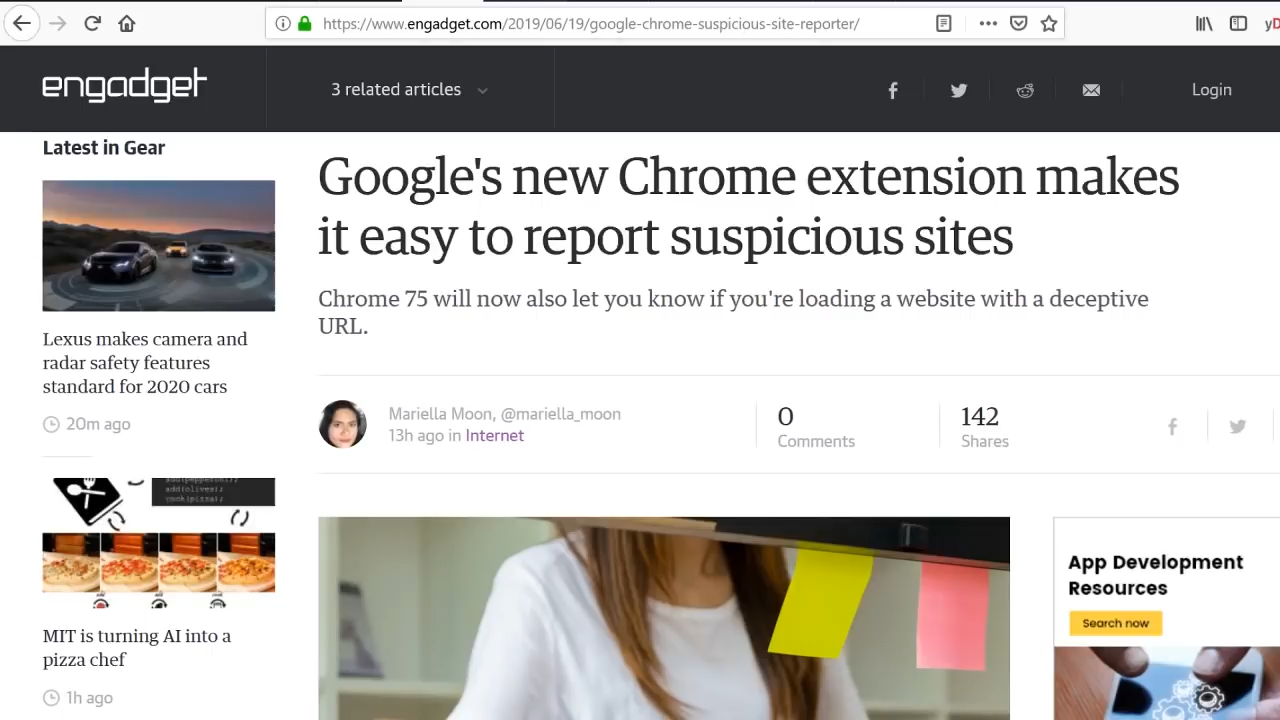 https://www.engadget.com/2019/06/19/google-chrome-suspicious-site-reporter/
engadget
3 related articles
Login
Latest in Gear
Lexus makes camera and
radar safety features
standard for 2020 cars
20m ago
add(olives);
cook(pizza);
MIT is turning AI into a
pizza chef
1h ago
Google's new Chrome extension makes
it easy to report suspicious sites
Chrome 75 will now also let you know if you're loading a website with a deceptive
URL.
Mariella Moon, @mariella_moon
13h ago in Internet
0
Comments
142
Shares
App Development
Resources
Search now